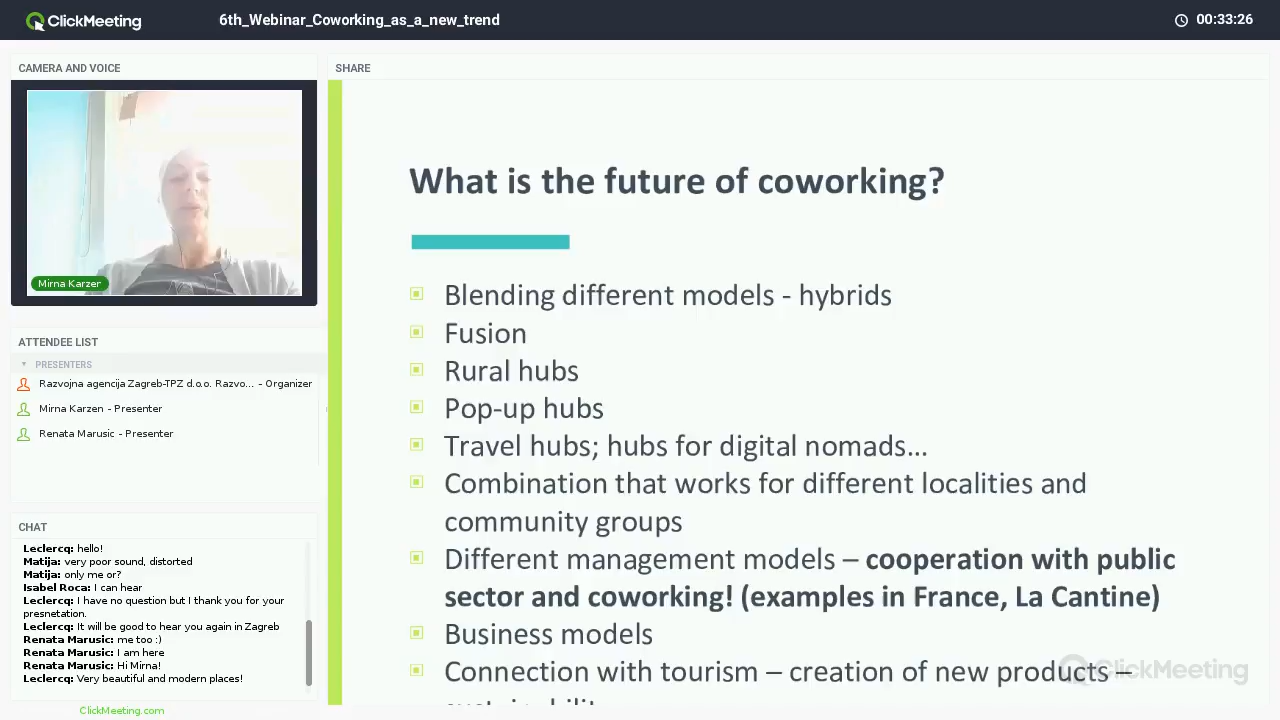 ClickMeeting
6th_Webinar_Coworking_as_a_new_trend
00:33:26
CAMERA AND VOICE
Mirna Karzen
ATTENDEE LIST
PRESENTERS
Razvojna agencija Zagreb-TPZ d.o.o. Razvo... - Organizer
Mirna Karzen - Presenter
Renata Marusic - Presenter
CHAT
Leclercq: hello!
Matija: very poor sound, distorted
Matija: only me or?
Isabel Roca: I can hear
Leclercq: I have no question but I thank you for your
presnetation.
Leclercq: It will be good to hear you again in Zagreb
Renata Marusic: me too :)
Renata Marusic: I am here
Renata Marusic: Hi Mirna!
Leclercq: Very beautiful and modern places!
ClickMeeting.com
SHARE
What is the future of coworking?
Blending different models - hybrids
Fusion
Rural hubs
Pop-up hubs
Travel hubs; hubs for digital nomads...
Combination that works for different localities and
community groups
Different management models – cooperation with public
sector and coworking! (examples in France, La Cantine)
Business models
Connection with tourism – creation of new products –
ClickMeeting